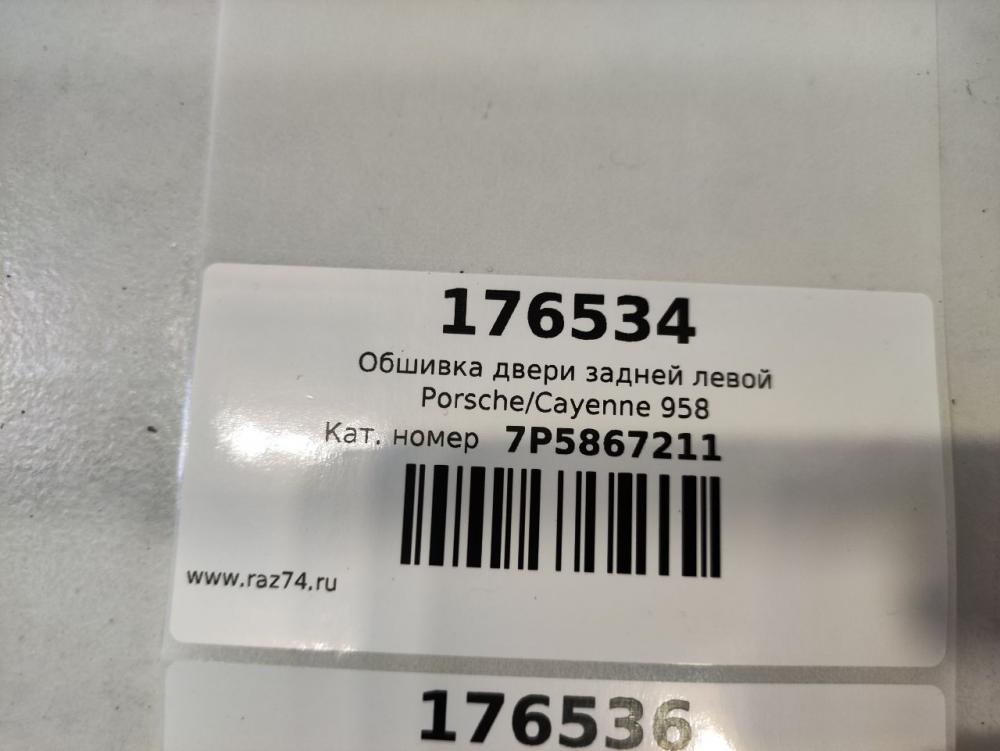 176534
Обшивка двери задней левой
Porsche/Cayenne 958
Кат. номер 7P5867211
www.raz74.ru
176536